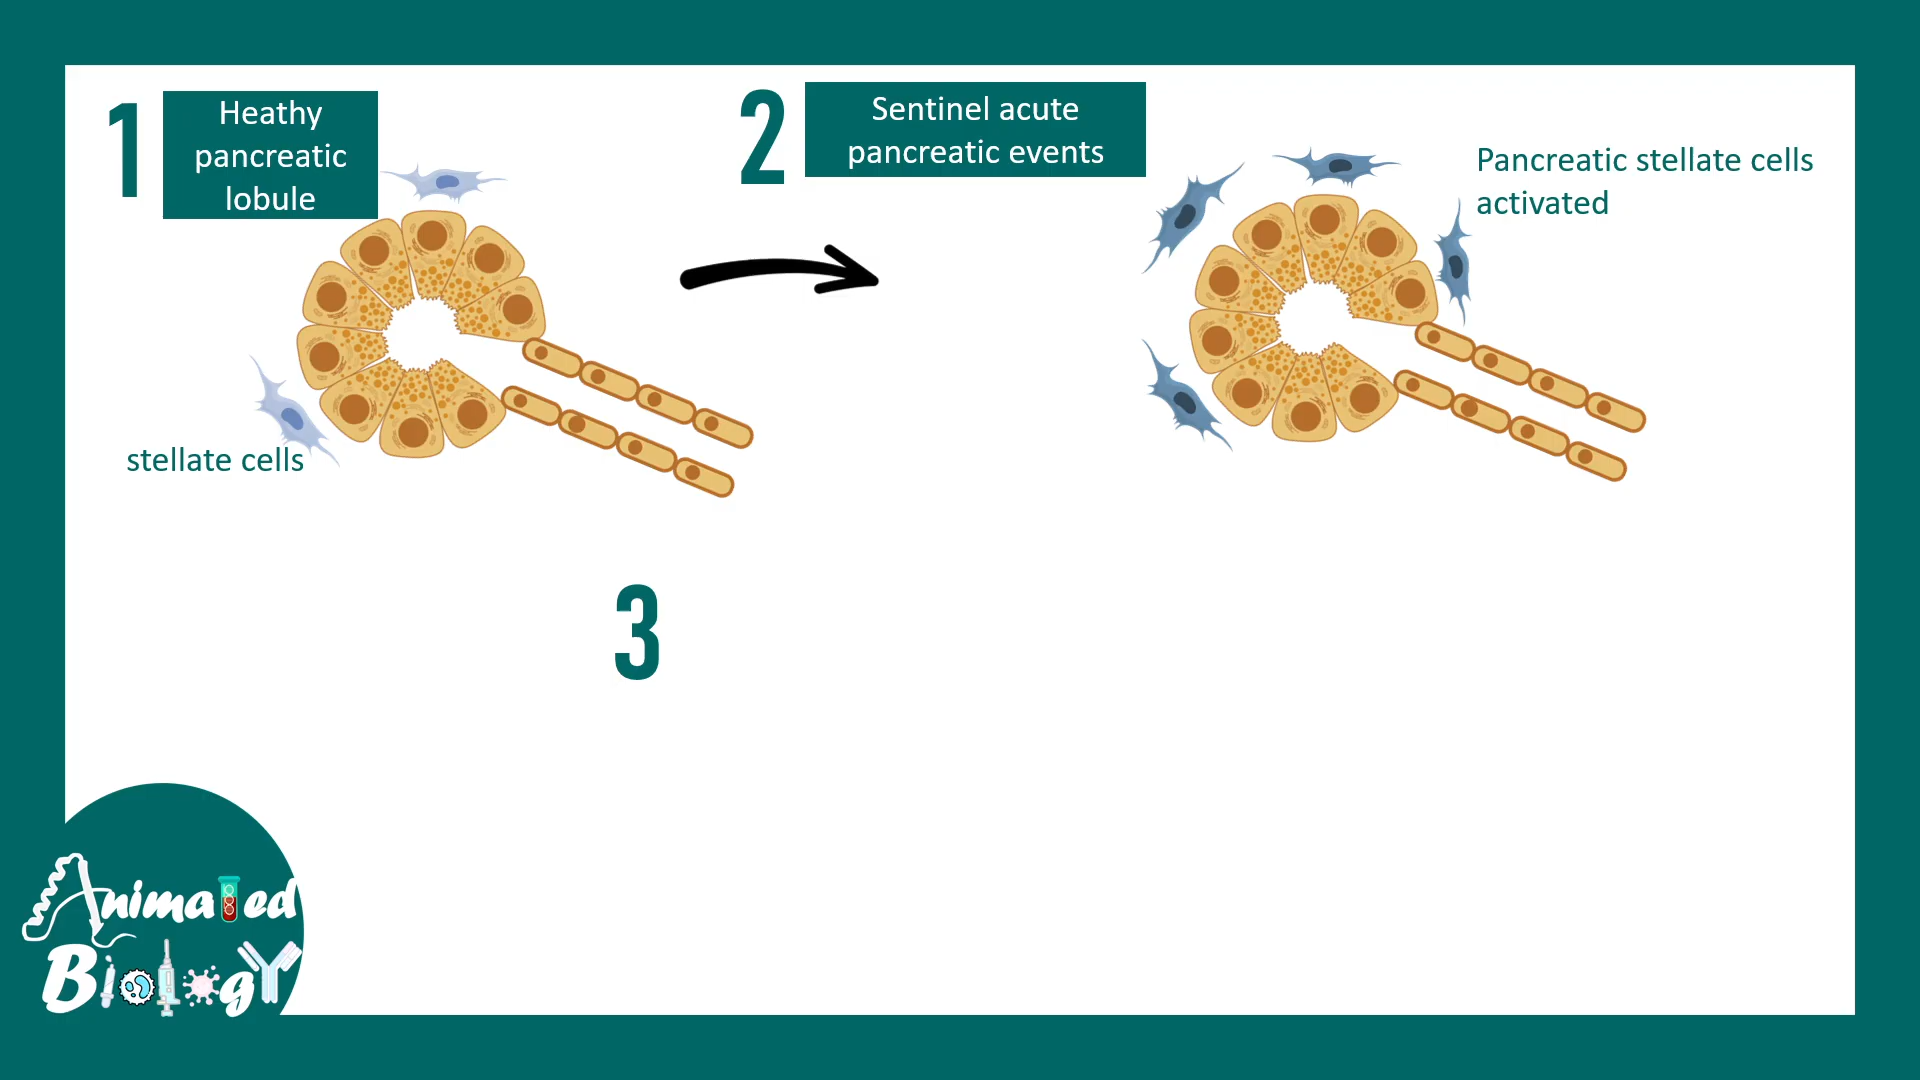 1
Heathy
pancreatic
lobule
2
Sentinel acute
pancreatic events
Pancreatic stellate cells
activated
stellate cells
3
Animated
BiologY